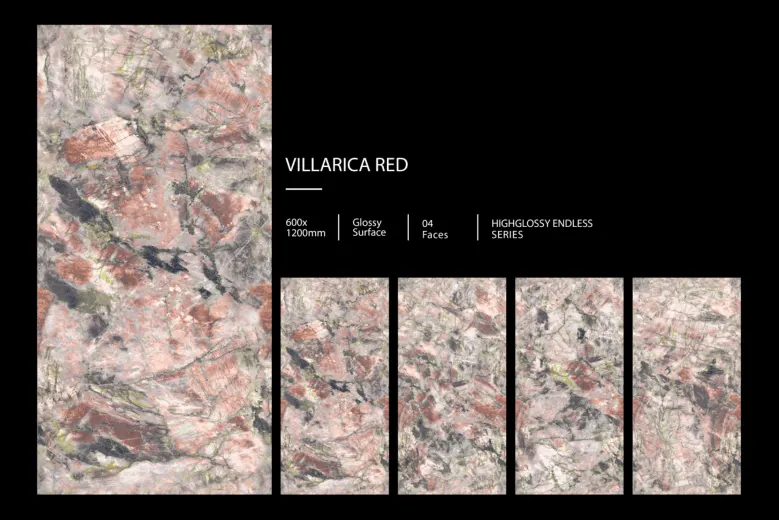 VILLARICA RED
600x
1200mm
Glossy
Surface
04
Faces
HIGHGLOSSY ENDLESS
SERIES